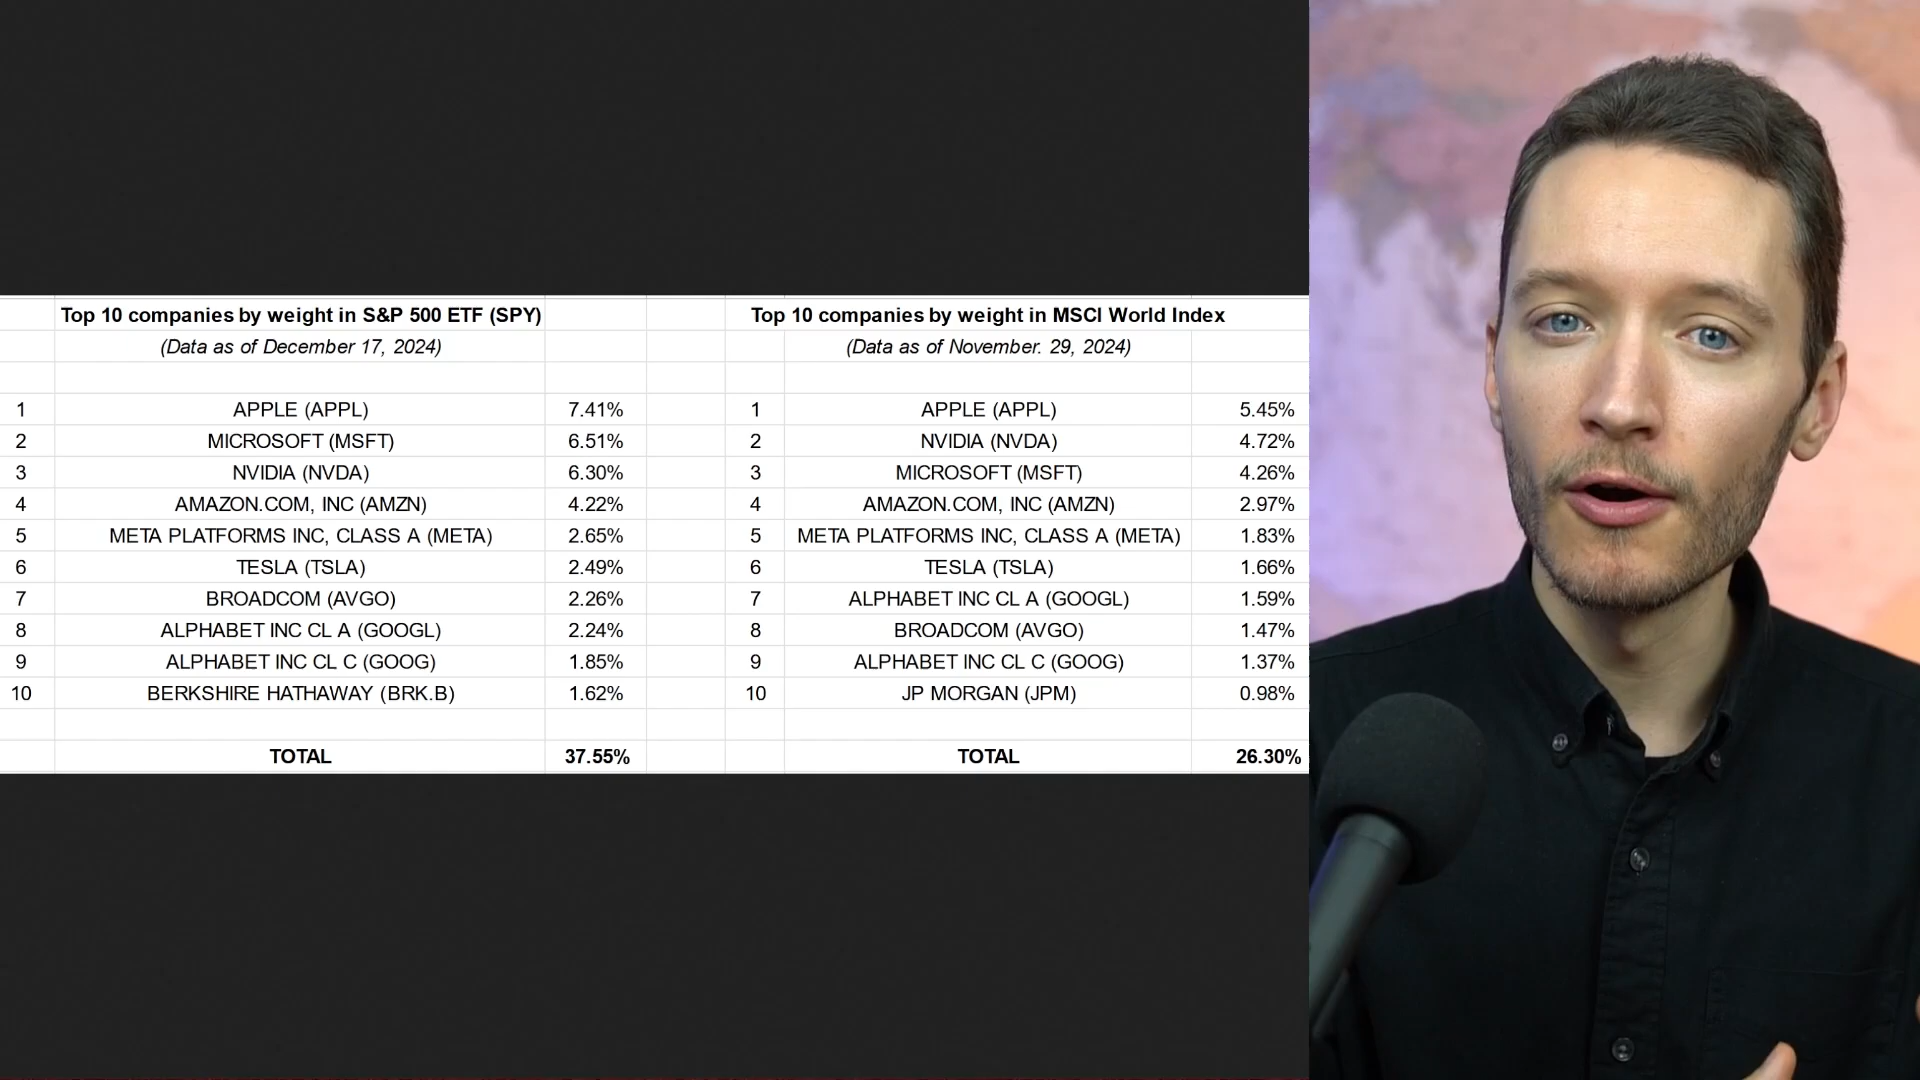 Top 10 companies by weight in S&P 500 ETF (SPY)
(Data as of December 17, 2024)
1 APPLE (APPL) 7.41%
2 MICROSOFT (MSFT) 6.51%
3 NVIDIA (NVDA) 6.30%
4 AMAZON.COM, INC (AMZN) 4.22%
5 META PLATFORMS INC, CLASS A (META) 2.65%
6 TESLA (TSLA) 2.49%
7 BROADCOM (AVGO) 2.26%
8 ALPHABET INC CL A (GOOGL) 2.24%
9 ALPHABET INC CL C (GOOG) 1.85%
10 BERKSHIRE HATHAWAY (BRK.B) 1.62%
TOTAL 37.55%
Top 10 companies by weight in MSCI World Index
(Data as of November. 29, 2024)
1 APPLE (APPL) 5.45%
2 NVIDIA (NVDA) 4.72%
3 MICROSOFT (MSFT) 4.26%
4 AMAZON.COM, INC (AMZN) 2.97%
5 META PLATFORMS INC, CLASS A (META) 1.83%
6 TESLA (TSLA) 1.66%
7 ALPHABET INC CL A (GOOGL) 1.59%
8 BROADCOM (AVGO) 1.47%
9 ALPHABET INC CL C (GOOG) 1.37%
10 JP MORGAN (JPM) 0.98%
TOTAL 26.30%